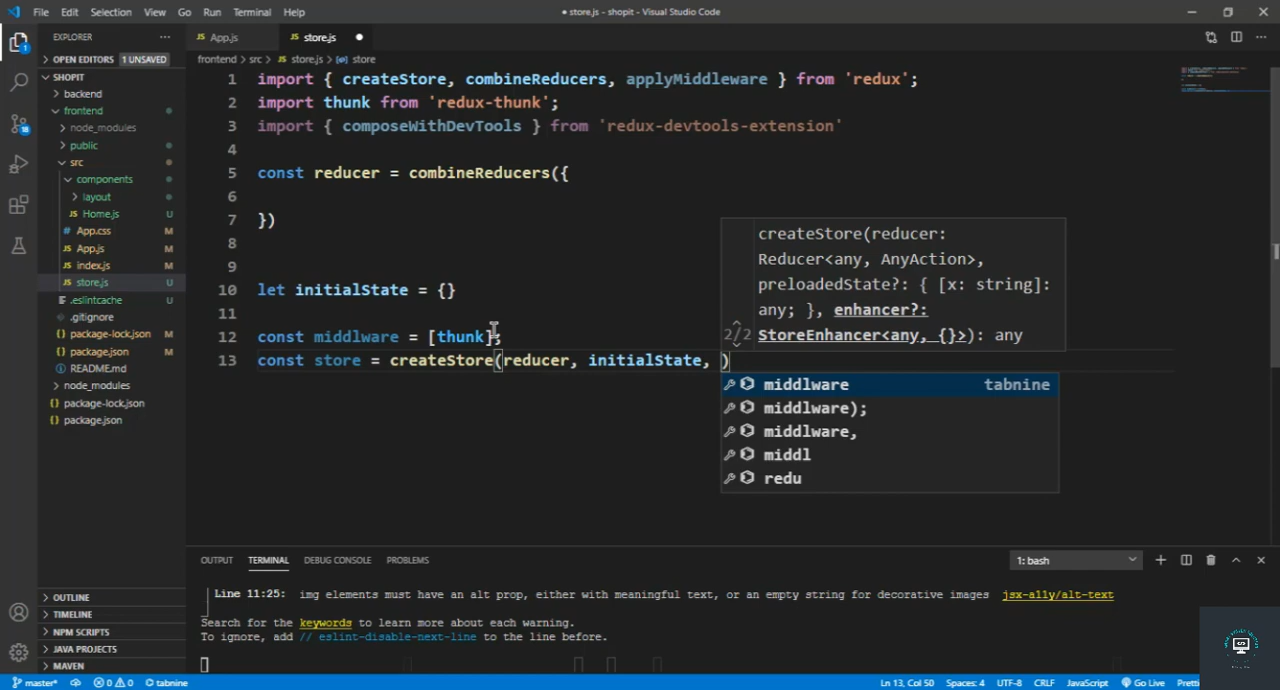 File Edit Selection View Go Run Terminal Help
● store.js - shopit - Visual Studio Code
EXPLORER
JS App.js
JS store.js
OPEN EDITORS 1 UNSAVED
SHOPIT
backend
frontend
node_modules
public
src
components
layout
JS Home.js U
# App.css M
JS App.js M
JS index.js M
JS store.js U
.eslintcache U
.gitignore
{} package-lock.json M
{} package.json M
README.md
node_modules
{} package-lock.json
{} package.json
OUTLINE
TIMELINE
NPM SCRIPTS
JAVA PROJECTS
MAVEN
frontend > src > JS store.js > store
1 import { createStore, combineReducers, applyMiddleware } from 'redux';
2 import thunk from 'redux-thunk';
3 import { composeWithDevTools } from 'redux-devtools-extension'
4
5 const reducer = combineReducers({
6
7 })
8
9
10 let initialState = {}
11
12 const middlware = [thunk];
13 const store = createStore(reducer, initialState, )
createStore(reducer:
Reducer<any, AnyAction>,
preloadedState?: { [x: string]:
any; }, enhancer?:
2/2 StoreEnhancer<any, {}>): any
middlware tabnine
middlware);
middlware,
middl
redu
OUTPUT TERMINAL DEBUG CONSOLE PROBLEMS 1: bash
Line 11:25: img elements must have an alt prop, either with meaningful text, or an empty string for decorative images jsx-a11y/alt-text
Search for the keywords to learn more about each warning.
To ignore, add // eslint-disable-next-line to the line before.
master* 0 0 tabnine Ln 13, Col 50 Spaces: 4 UTF-8 CRLF JavaScript Go Live